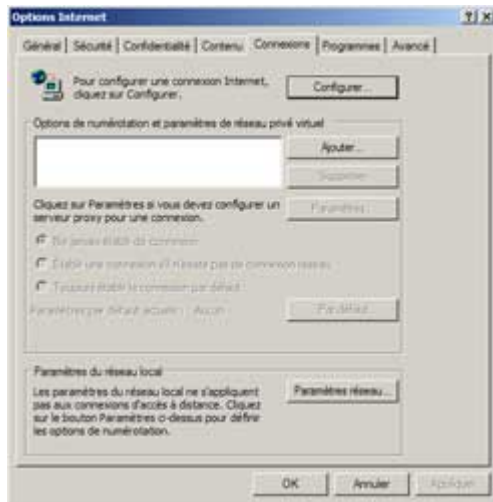 Options Internet
Général | Sécurité | Confidentialité | Contenu | Connexions | Programmes | Avancé
Pour configurer une connexion Internet,
cliquez sur Configurer.
Configurer...
Options de numérotation et paramètres de réseau privé virtuel
Ajouter...
Supprimer
Cliquez sur Paramètres si vous devez configurer un
serveur proxy pour une connexion.
Paramètres
Ne jamais établir de connexion
Établir une connexion s'il n'existe pas de connexion réseau
Toujours établir la connexion par défaut
Paramètres par défaut actuels : Aucun
Par défaut
Paramètres du réseau local
Les paramètres du réseau local ne s'appliquent
pas aux connexions d'accès à distance. Cliquez
sur le bouton Paramètres ci-dessus pour définir
les options de numérotation.
Paramètres réseau...
OK
Annuler
Appliquer